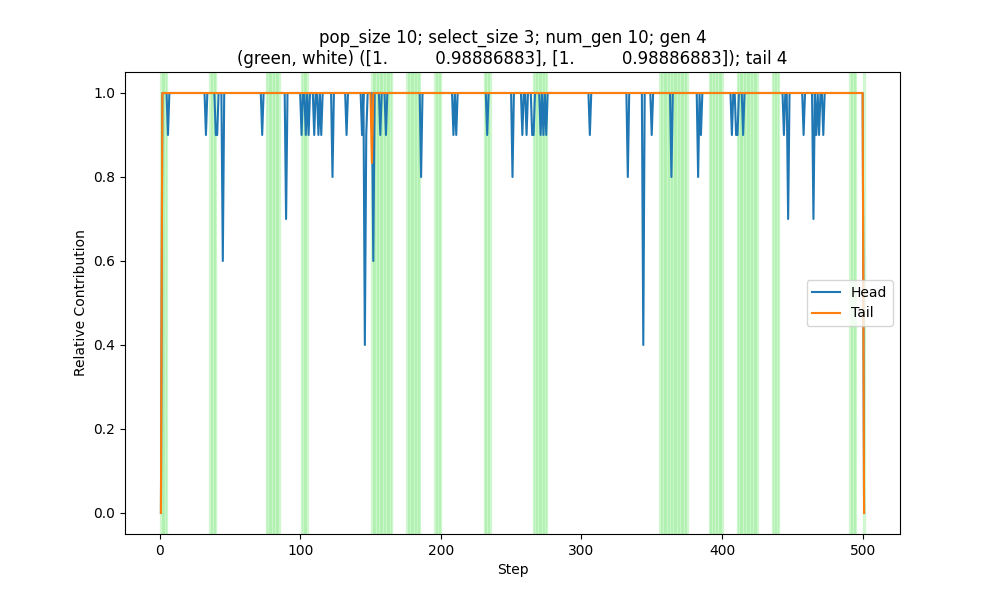 pop_size 10; select_size 3; num_gen 10; gen 4
(green, white) ([1.          0.98886883], [1.          0.98886883]); tail 4
1.0
0.8
0.6
0.4
0.2
0.0
Relative Contribution
Head
Tail
0
100
200
300
400
500
Step